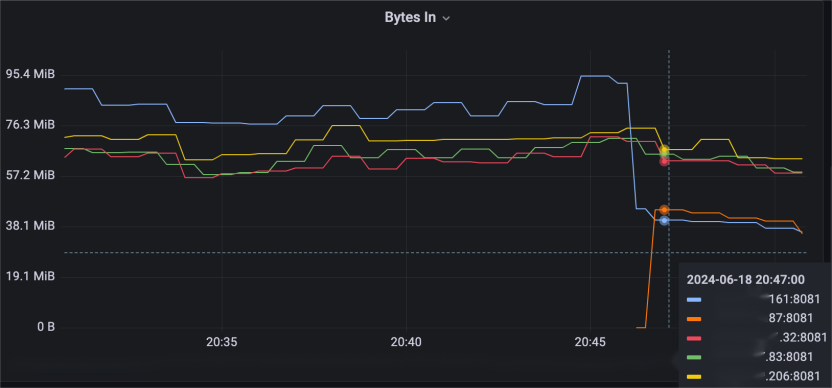 Bytes In
95.4 MiB
76.3 MiB
57.2 MiB
38.1 MiB
19.1 MiB
0 B
20:35 20:40 20:45
2024-06-18 20:47:00
161:8081
87:8081
.32:8081
.83:8081
.206:8081